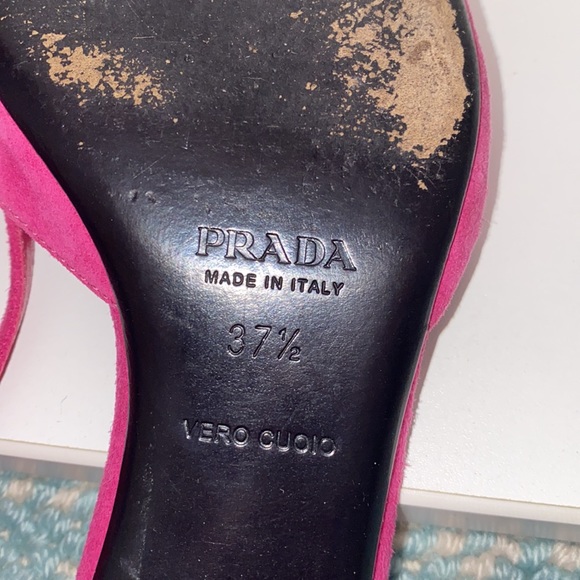 PRADA
MADE IN ITALY
37½
VERO CUOIO